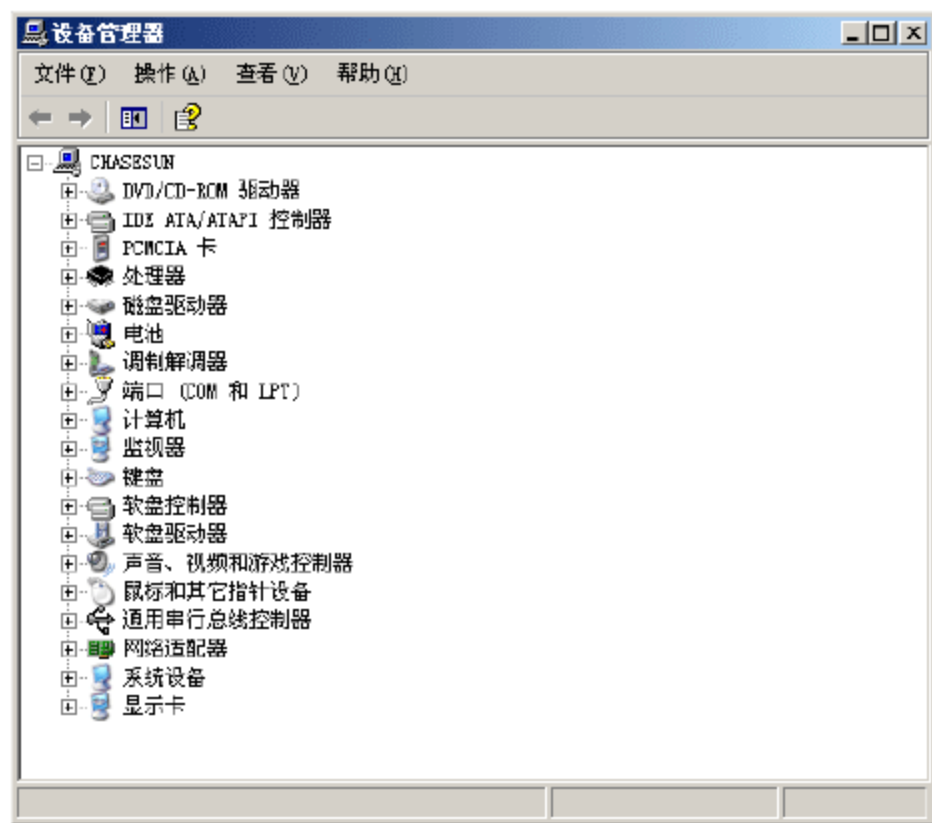 设备管理器
文件(F) 操作(A) 查看(V) 帮助(H)
CHASESUN
DVD/CD-ROM 驱动器
IDE ATA/ATAPI 控制器
PCMCIA 卡
处理器
磁盘驱动器
电池
调制解调器
端口 (COM 和 LPT)
计算机
监视器
键盘
软盘控制器
软盘驱动器
声音、视频和游戏控制器
鼠标和其它指针设备
通用串行总线控制器
网络适配器
系统设备
显示卡